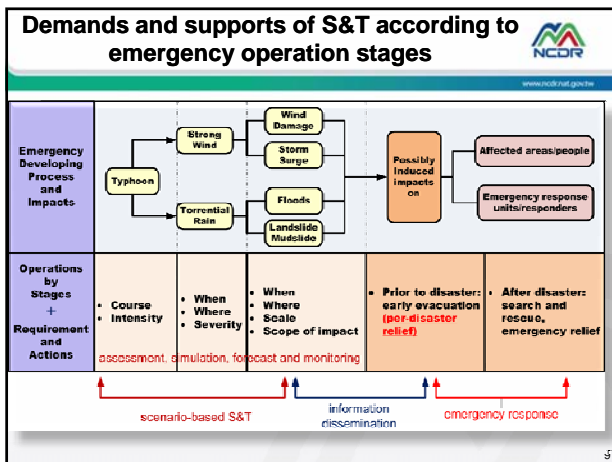 Demands and supports of S&T according to
emergency operation stages
NCDR
www.ncdr.nat.gov.tw
Emergency
Developing
Process
and
Impacts
Typhoon
Strong
Wind
Torrential
Rain
Wind
Damage
Storm
Surge
Floods
Landslide
Mudslide
Possibly
Induced
impacts
on
Affected areas/people
Emergency response
units/responders
Operations
by
Stages
+
Requirement
and
Actions
• Course
• Intensity
• When
• Where
• Severity
• When
• Where
• Scale
• Scope of impact
• Prior to disaster:
early evacuation
(per-disaster
relief)
• After disaster:
search and
rescue,
emergency relief
assessment, simulation, forecast and monitoring
scenario-based S&T
information
dissemination
emergency response
9